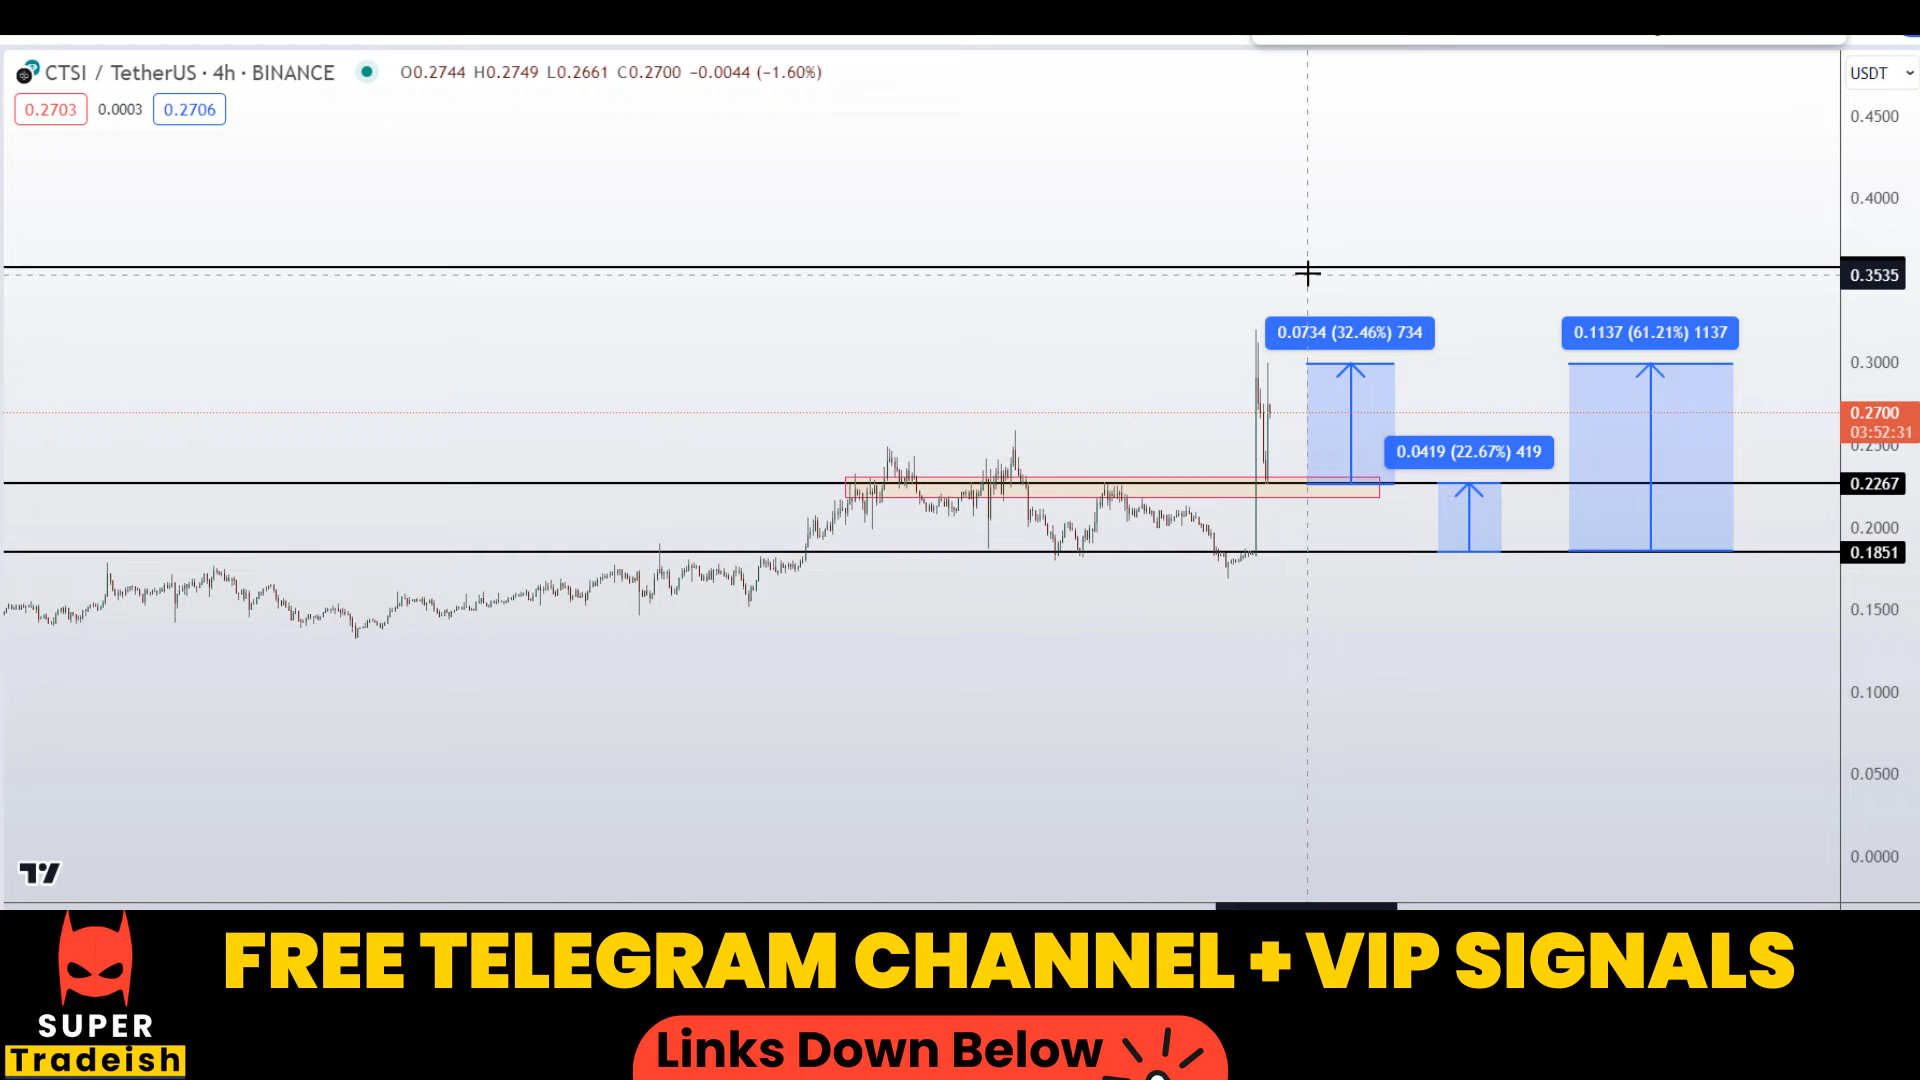 CTSI / TetherUS · 4h · BINANCE
O0.2744 H0.2749 L0.2661 C0.2700 −0.0044 (−1.60%)
0.2703 0.0003 0.2706
USDT
0.4500
0.4000
0.3535
0.3000
0.2700
03:52:31
0.2500
0.2267
0.2000
0.1851
0.1500
0.1000
0.0500
0.0000
0.0734 (32.46%) 734
0.1137 (61.21%) 1137
0.0419 (22.67%) 419
FREE TELEGRAM CHANNEL + VIP SIGNALS
SUPER
Tradeish
Links Down Below